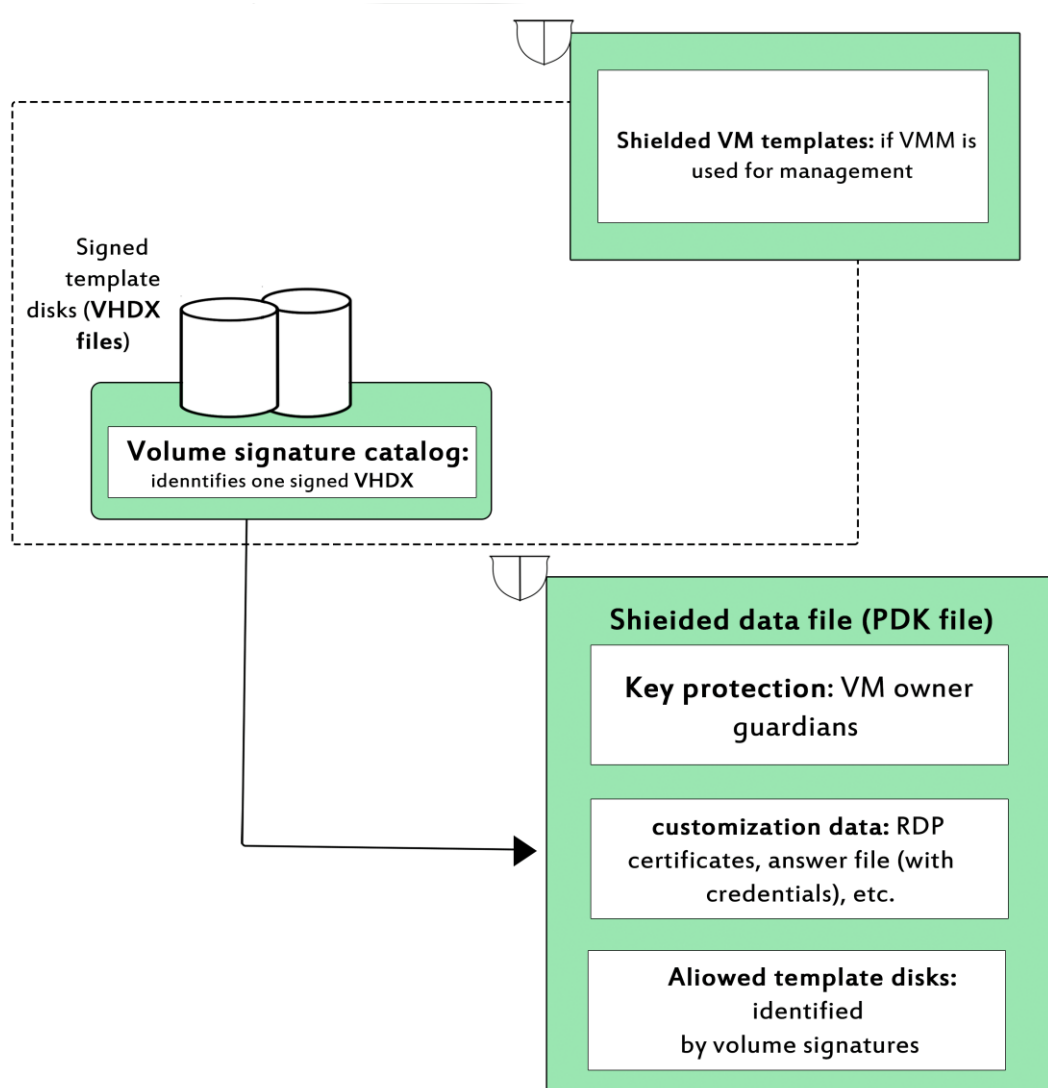 Shielded VM templates: if VMM is
used for management
Signed
template
disks (VHDX
files)
Volume signature catalog:
idenntifies one signed VHDX
Shieided data file (PDK file)
Key protection: VM owner
guardians
customization data: RDP
certificates, answer file (with
credentials), etc.
Aliowed template disks:
identified
by volume signatures